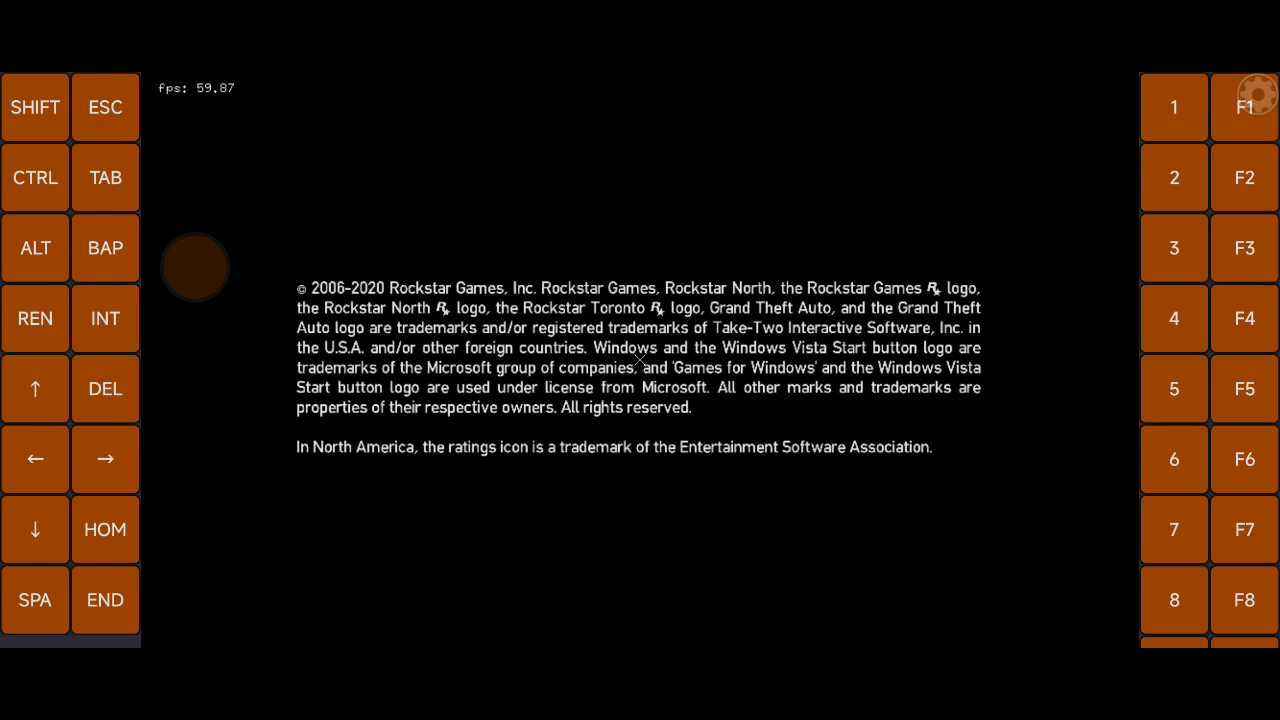 fps: 59.87
SHIFT ESC
CTRL TAB
ALT BAP
REN INT
↑ DEL
← →
↓ HOM
SPA END
© 2006-2020 Rockstar Games, Inc. Rockstar Games, Rockstar North, the Rockstar Games R★ logo,
the Rockstar North R★ logo, the Rockstar Toronto R★ logo, Grand Theft Auto, and the Grand Theft
Auto logo are trademarks and/or registered trademarks of Take-Two Interactive Software, Inc. in
the U.S.A. and/or other foreign countries. Windows and the Windows Vista Start button logo are
trademarks of the Microsoft group of companies, and 'Games for Windows' and the Windows Vista
Start button logo are used under license from Microsoft. All other marks and trademarks are
properties of their respective owners. All rights reserved.
In North America, the ratings icon is a trademark of the Entertainment Software Association.
1 F1
2 F2
3 F3
4 F4
5 F5
6 F6
7 F7
8 F8